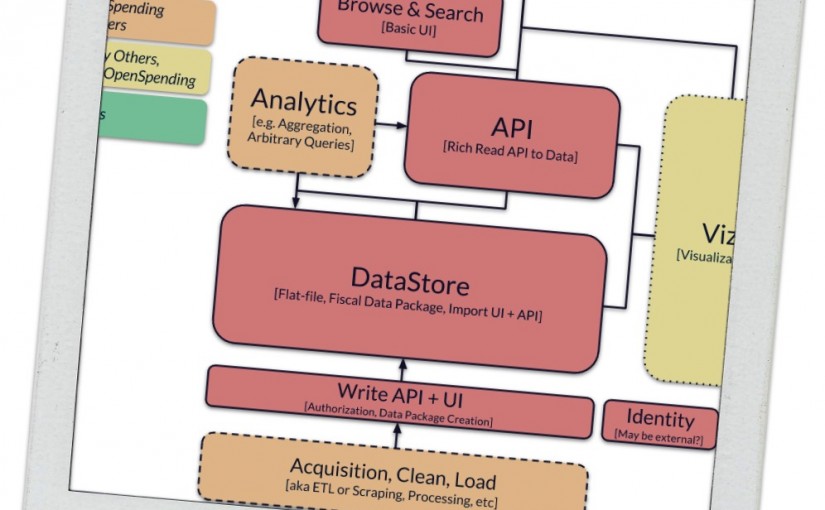 Spending
Browse & Search
[Basic UI]
Others,
OpenSpending
Analytics
[e.g. Aggregation,
Arbitrary Queries]
API
[Rich Read API to Data]
Viz
[Visualiza
DataStore
[Flat-file, Fiscal Data Package, Import UI + API]
Write API + UI
[Authorization, Data Package Creation]
Identity
[May be external?]
Acquisition, Clean, Load
[aka ETL or Scraping, Processing, etc]